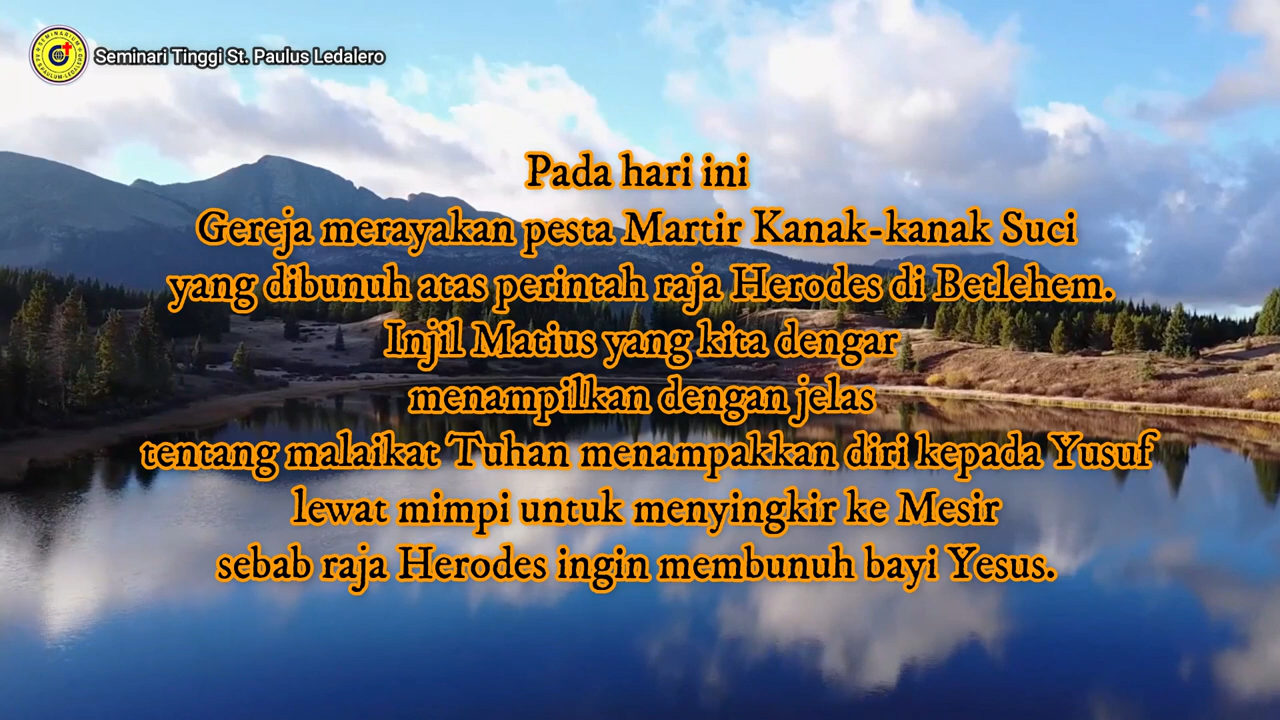 Seminari Tinggi St. Paulus Ledalero
Pada hari ini
Gereja merayakan pesta Martir Kanak-kanak Suci
yang dibunuh atas perintah raja Herodes di Betlehem.
Injil Matius yang kita dengar
menampilkan dengan jelas
tentang malaikat Tuhan menampakkan diri kepada Yusuf
lewat mimpi untuk menyingkir ke Mesir
sebab raja Herodes ingin membunuh bayi Yesus.